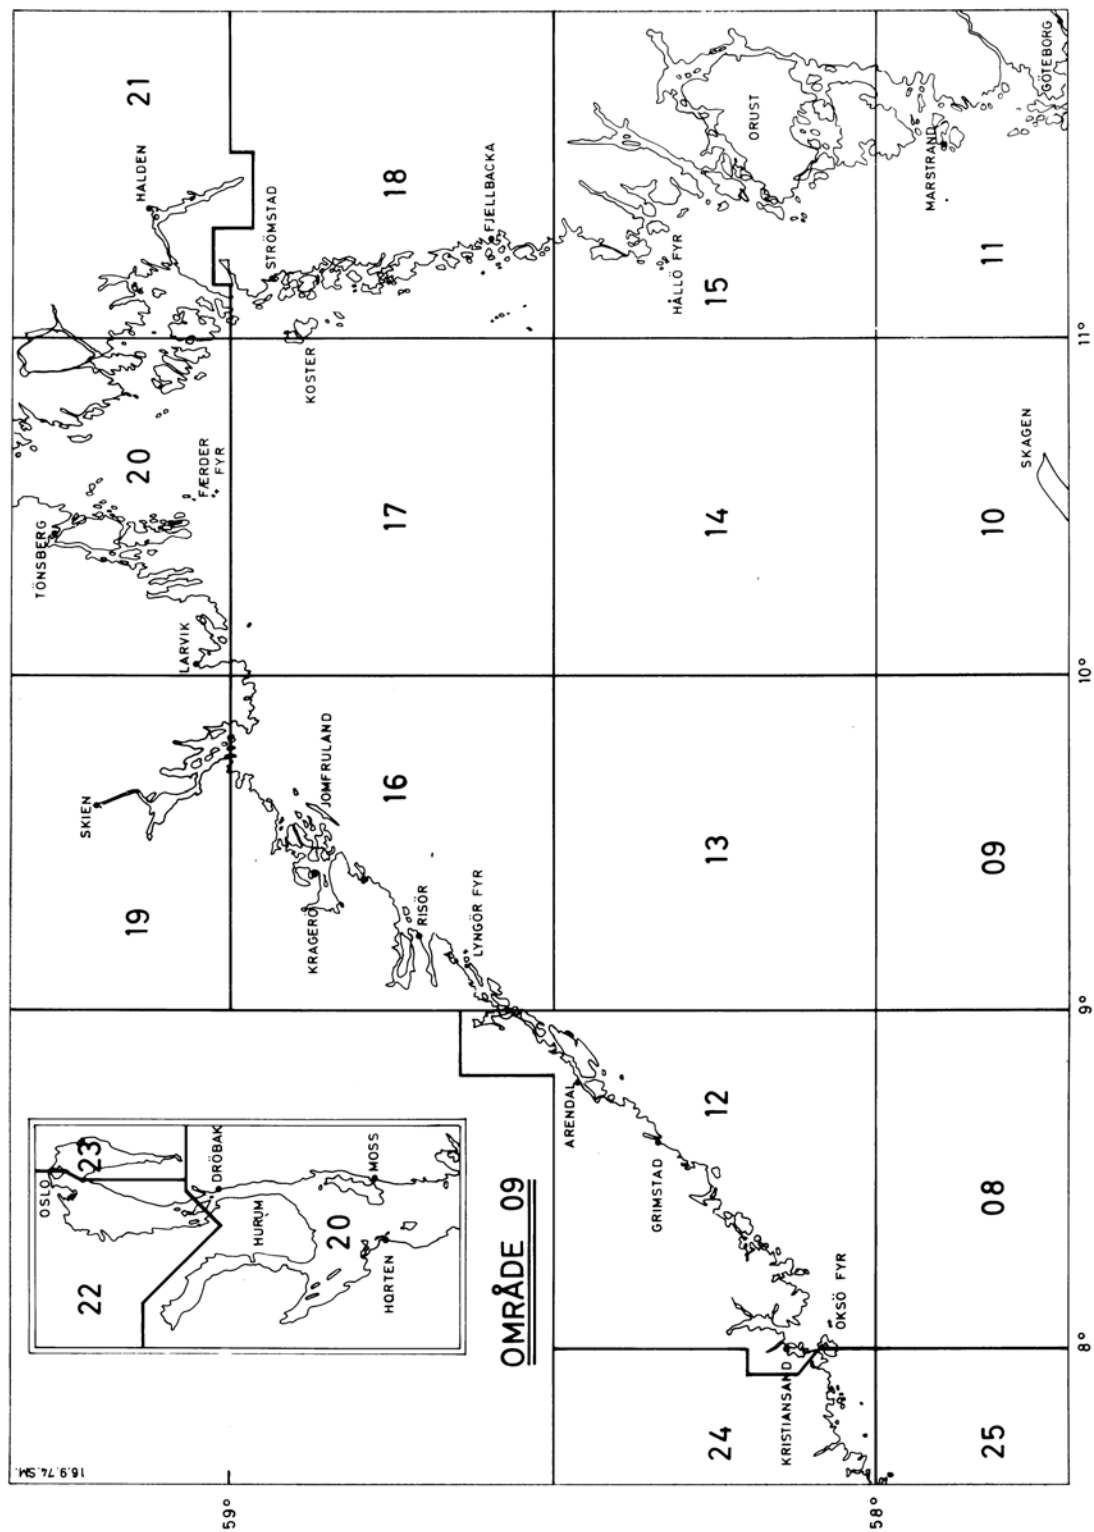 OMRÅDE 09
16.9.74.SM.
59°
58°
8°
9°
10°
11°
22
OSLO
23
DRÖBAK
HURUM
20
MOSS
HORTEN
19
SKIEN
LARVIK
TÖNSBERG
20
FÆRDER
FYR
HALDEN
21
KRAGERÖ
JOMFRULAND
16
RISÖR
LYNGÖR FYR
17
KOSTER
STRÖMSTAD
18
FJELLBACKA
ARENDAL
12
GRIMSTAD
24
KRISTIANSAND
OKSÖ FYR
13
14
HÅLLÖ FYR
15
ORUST
25
08
09
10
SKAGEN
11
MARSTRAND
GÖTEBORG